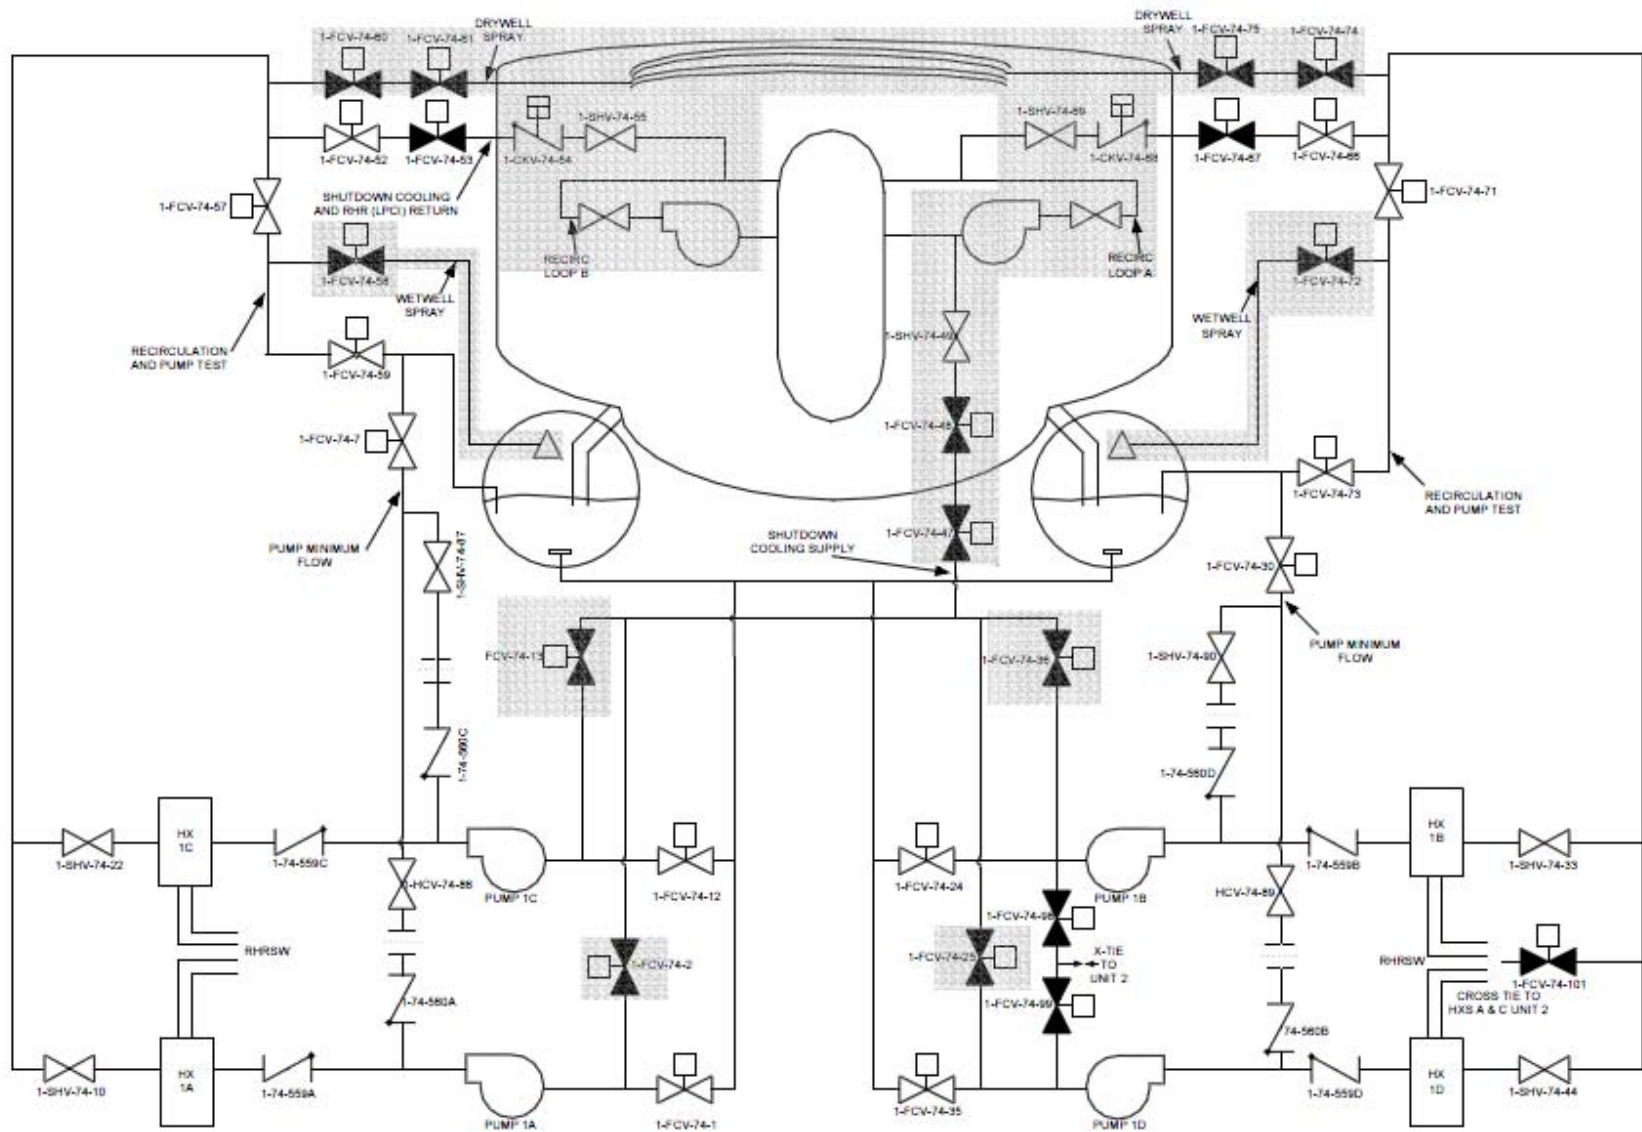 1-FCV-74-60
1-FCV-74-61
DRYWELL
SPRAY
DRYWELL
SPRAY
1-FCV-74-75
1-FCV-74-74
1-FCV-74-52
1-FCV-74-53
1-CKV-74-54
1-SHV-74-55
1-SHV-74-69
1-CKV-74-68
1-FCV-74-67
1-FCV-74-66
1-FCV-74-57
SHUTDOWN COOLING
AND RHR (LPCI) RETURN
1-FCV-74-71
RECIRC
LOOP B
RECIRC
LOOP A
1-FCV-74-58
WETWELL
SPRAY
1-FCV-74-72
WETWELL
SPRAY
RECIRCULATION
AND PUMP TEST
1-FCV-74-59
1-SHV-74-49
1-FCV-74-7
1-FCV-74-48
1-FCV-74-73
RECIRCULATION
AND PUMP TEST
PUMP MINIMUM
FLOW
1-SHV-74-87
SHUTDOWN
COOLING SUPPLY
1-FCV-74-47
1-FCV-74-30
FCV-74-13
1-FCV-74-36
1-SHV-74-90
PUMP MINIMUM
FLOW
1-74-560C
1-74-560D
HX
1C
HX
1B
1-SHV-74-22
1-74-559C
1-HCV-74-88
PUMP 1C
1-FCV-74-12
1-FCV-74-24
PUMP 1B
HCV-74-89
1-74-559B
1-SHV-74-33
1-FCV-74-98
RHRSW
1-FCV-74-2
1-FCV-74-25
X-TIE
TO
UNIT 2
RHRSW
1-FCV-74-101
CROSS TIE TO
HXS A & C UNIT 2
1-74-560A
1-FCV-74-99
74-560B
HX
1A
HX
1D
1-SHV-74-10
1-74-559A
PUMP 1A
1-FCV-74-1
1-FCV-74-35
PUMP 1D
1-74-559D
1-SHV-74-44